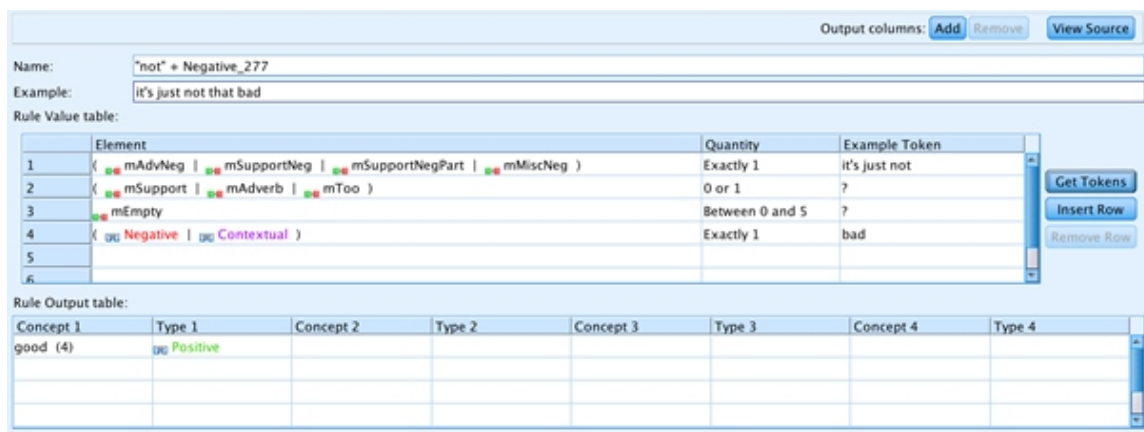 Output columns: Add Remove View Source
Name: "not" + Negative_277
Example: it's just not that bad
Rule Value table:
Element Quantity Example Token
1 ( mAdvNeg | mSupportNeg | mSupportNegPart | mMiscNeg ) Exactly 1 it's just not
2 ( mSupport | mAdverb | mToo ) 0 or 1 ?
3 mEmpty Between 0 and 5 ?
4 ( Negative | Contextual ) Exactly 1 bad
5
6
Get Tokens
Insert Row
Remove Row
Rule Output table:
Concept 1 Type 1 Concept 2 Type 2 Concept 3 Type 3 Concept 4 Type 4
good (4) Positive